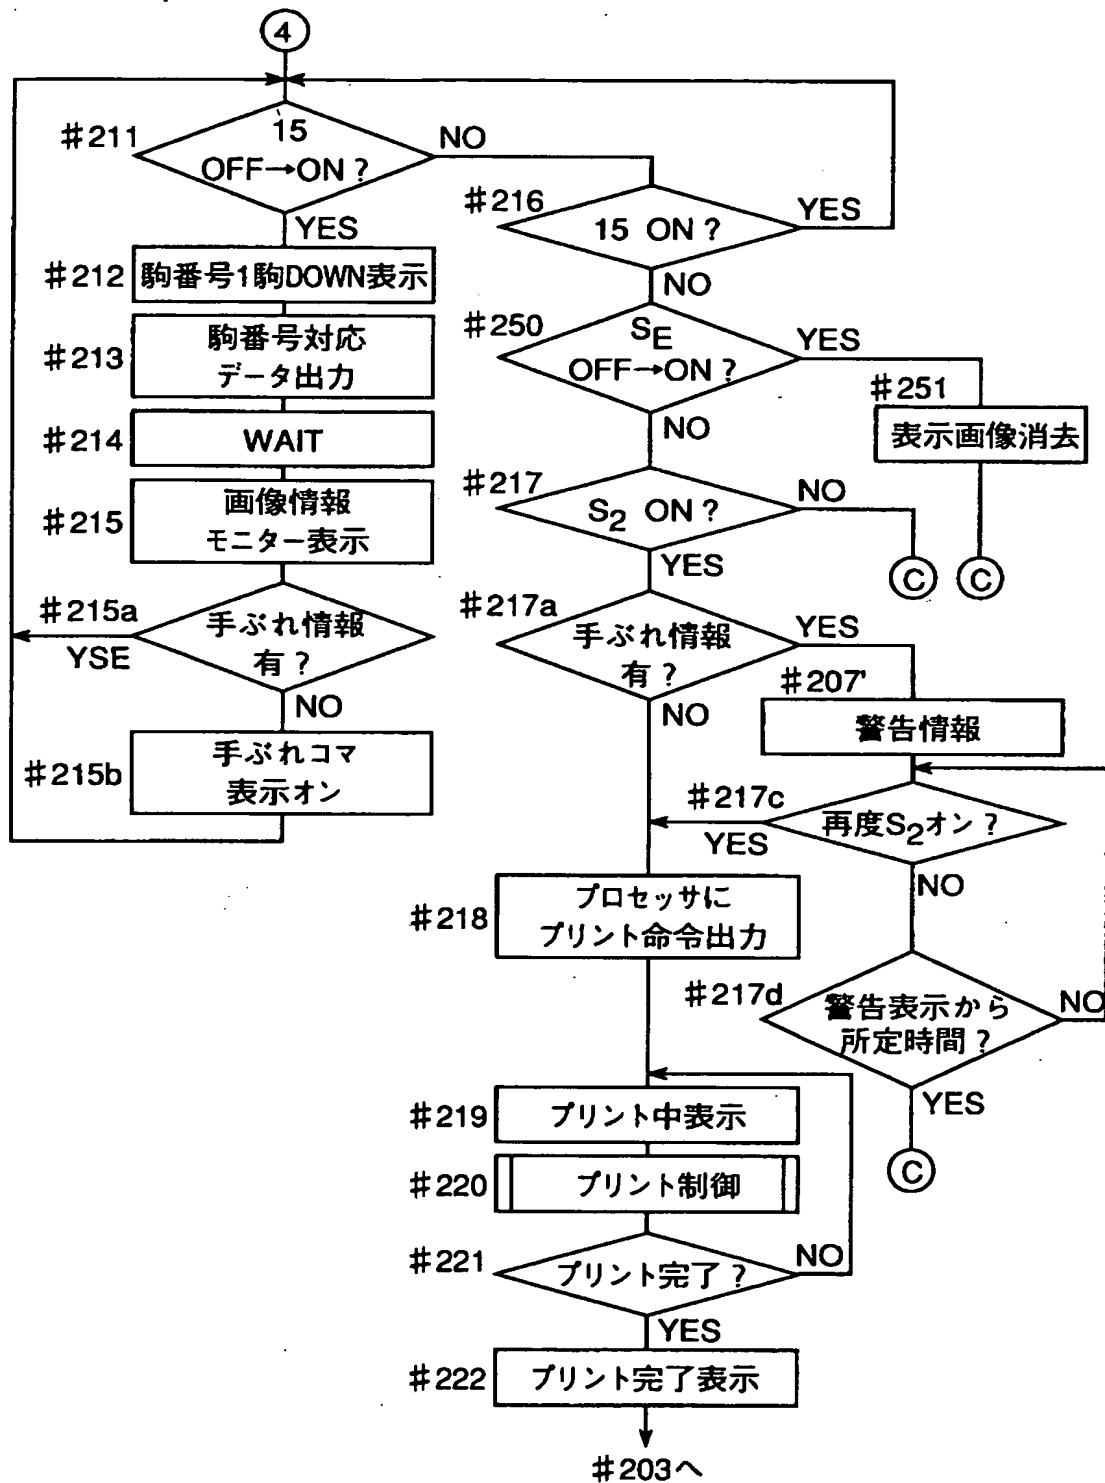 4
#211
15
OFF→ON?
NO
YES
#216
15 ON?
YES
NO
#212
駒番号1駒DOWN表示
#213
駒番号対応
データ出力
#250
SE
OFF→ON?
YES
NO
#251
表示画像消去
#214
WAIT
#215
画像情報
モニター表示
#217
S2 ON?
NO
YES
C
C
#215a
手ぶれ情報
有?
YSE
NO
#217a
手ぶれ情報
有?
YES
NO
#207'
警告情報
#215b
手ぶれコマ
表示オン
#217c
再度S2オン?
YES
NO
#218
プロセッサに
プリント命令出力
#217d
警告表示から
所定時間?
NO
YES
C
#219
プリント中表示
#220
プリント制御
#221
プリント完了?
NO
YES
#222
プリント完了表示
#203へ